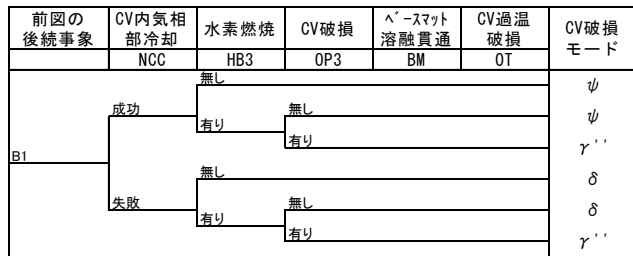 前図の
後続事象
CV内気相
部冷却
水素燃焼
CV破損
ベースマット
溶融貫通
CV過温
破損
CV破損
モード
NCC
HB3
OP3
BM
OT
無し
ψ
成功
無し
ψ
有り
有り
γ''
B1
無し
δ
失敗
無し
δ
有り
有り
γ''